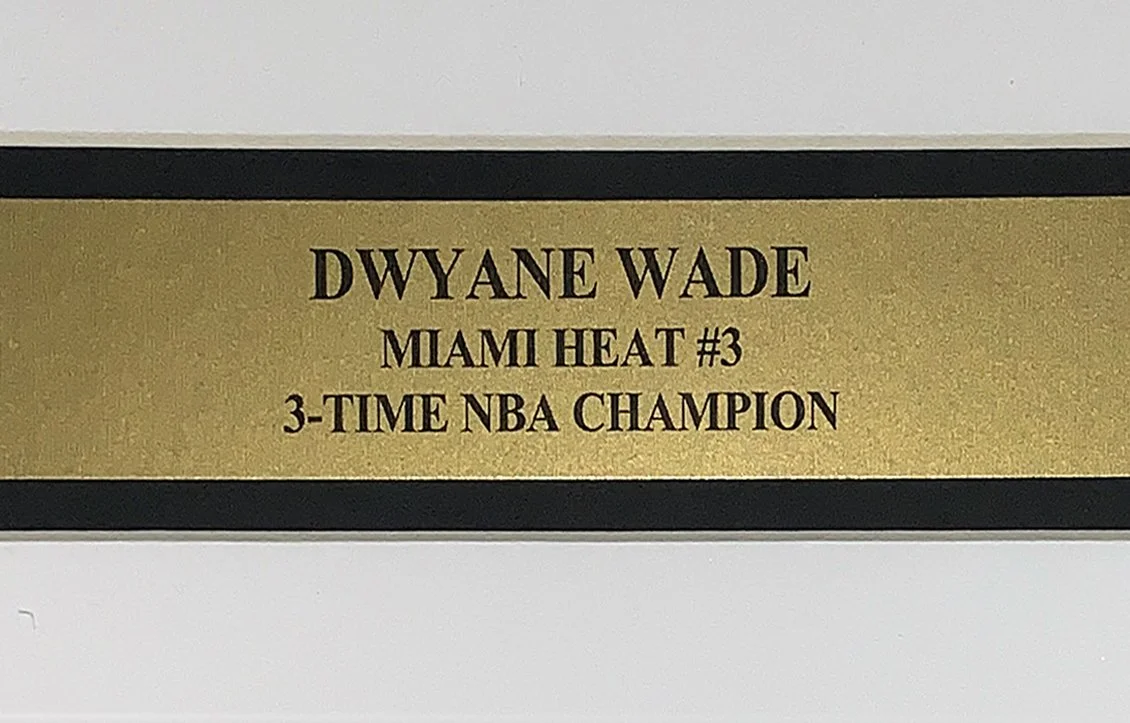 DWYANE WADE
MIAMI HEAT #3
3-TIME NBA CHAMPION